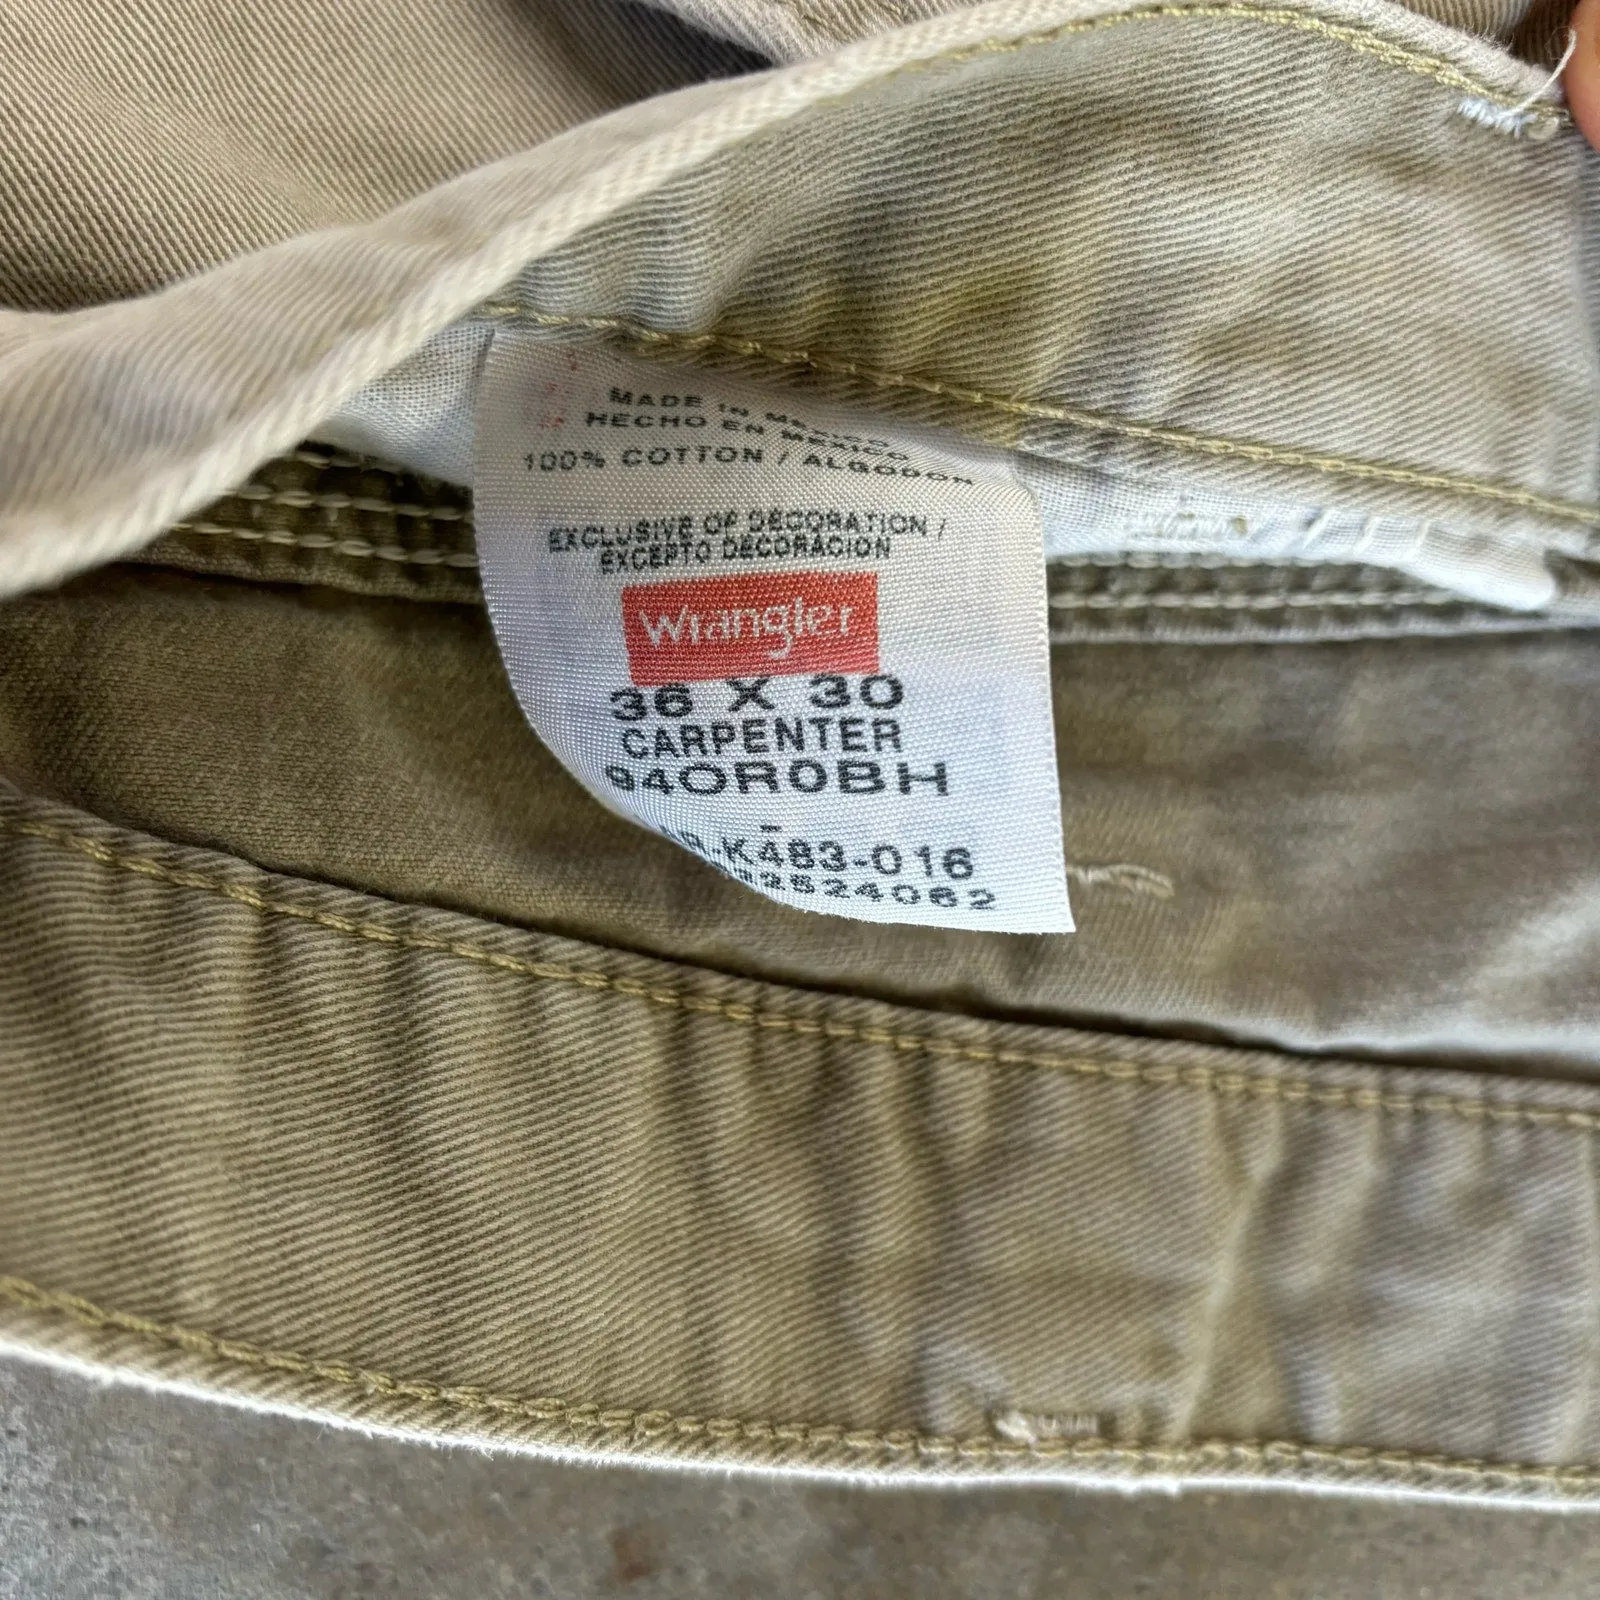 MADE IN MEXICO
HECHO EN MEXICO
100% COTTON / ALGODON
EXCLUSIVE OF DECORATION /
EXCEPTO DECORACION
Wrangler
36 X 30
CARPENTER
94OR0BH
K483-016
2524062